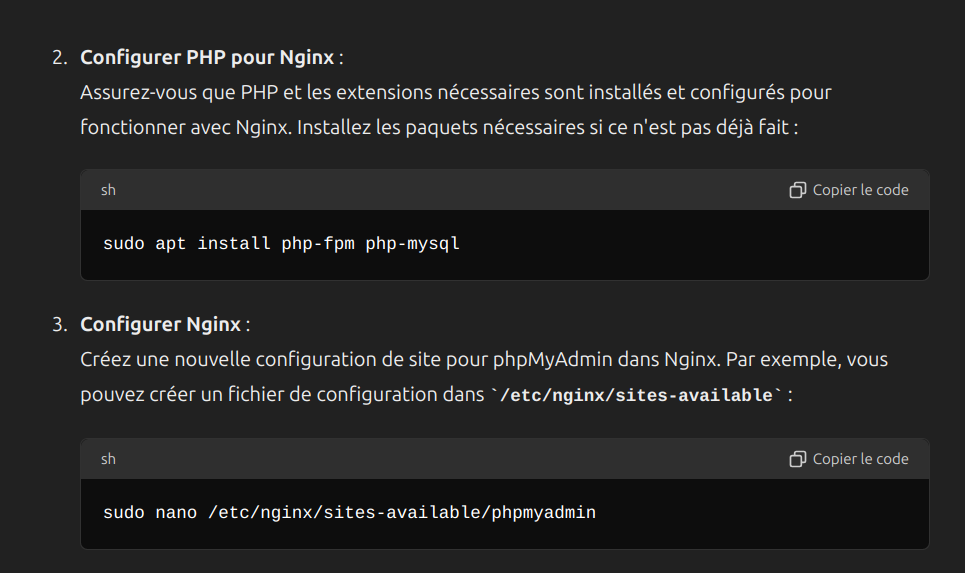 2. Configurer PHP pour Nginx :
Assurez-vous que PHP et les extensions nécessaires sont installés et configurés pour
fonctionner avec Nginx. Installez les paquets nécessaires si ce n'est pas déjà fait :
sh Copier le code
sudo apt install php-fpm php-mysql
3. Configurer Nginx :
Créez une nouvelle configuration de site pour phpMyAdmin dans Nginx. Par exemple, vous
pouvez créer un fichier de configuration dans `/etc/nginx/sites-available` :
sh Copier le code
sudo nano /etc/nginx/sites-available/phpmyadmin